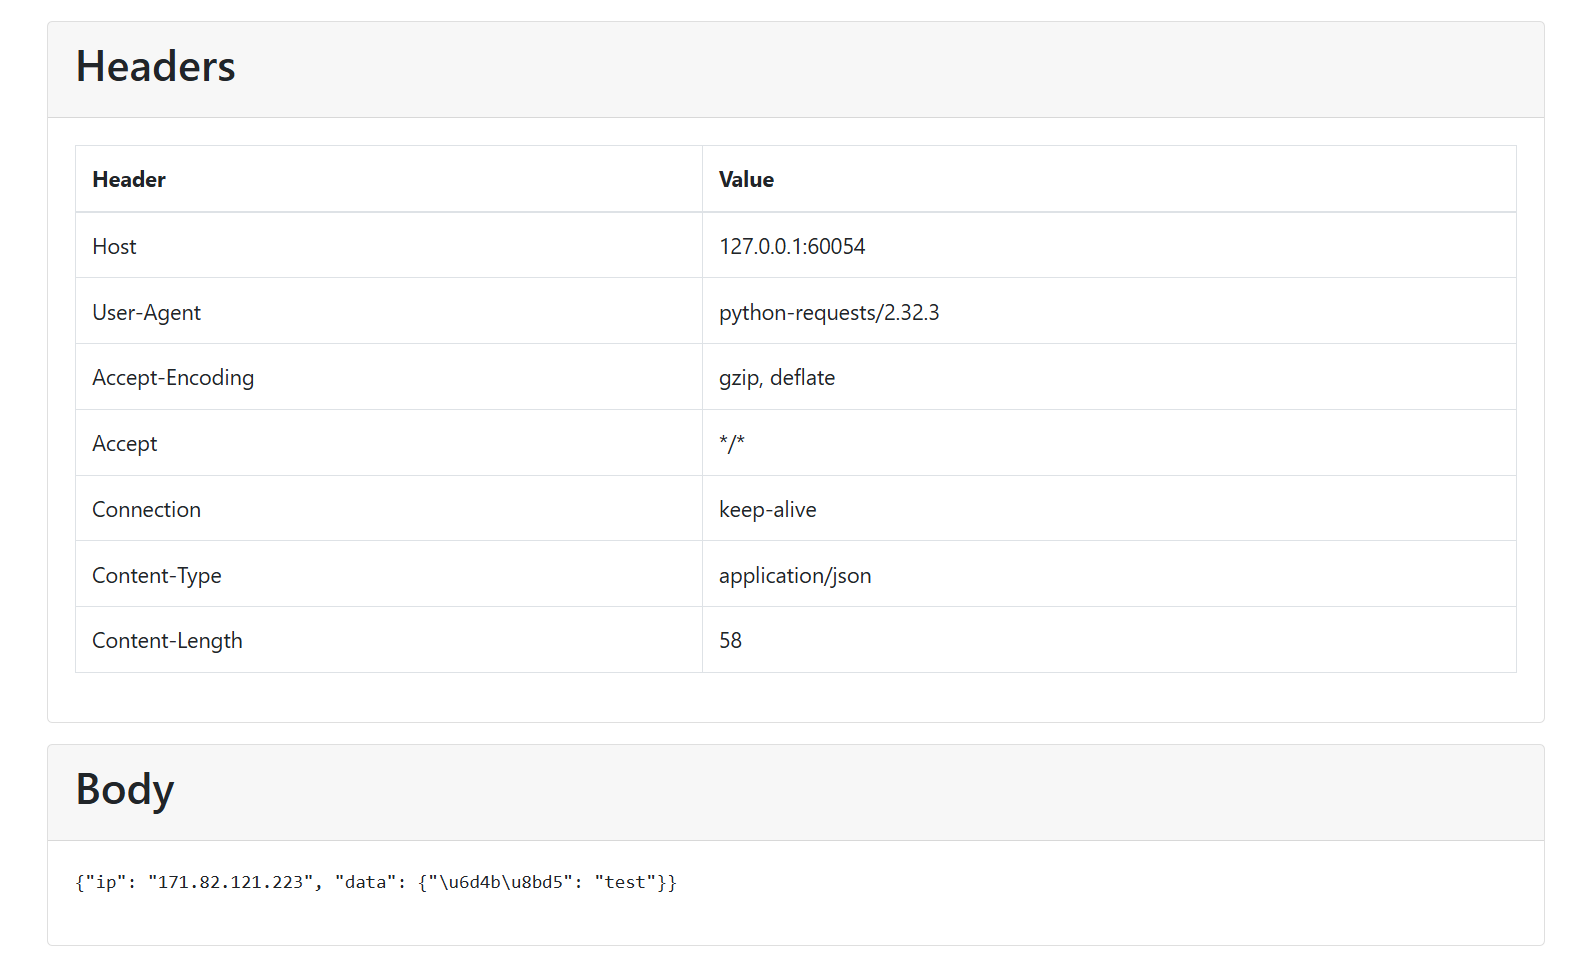 Headers
Header Value
Host 127.0.0.1:60054
User-Agent python-requests/2.32.3
Accept-Encoding gzip, deflate
Accept */*
Connection keep-alive
Content-Type application/json
Content-Length 58
Body
{"ip": "171.82.121.223", "data": {"\u6d4b\u8bd5": "test"}}